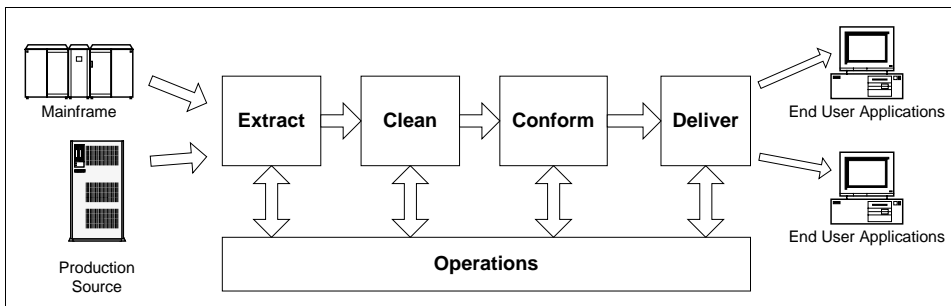 Mainframe
Production
Source
Extract
Clean
Conform
Deliver
Operations
End User Applications
End User Applications